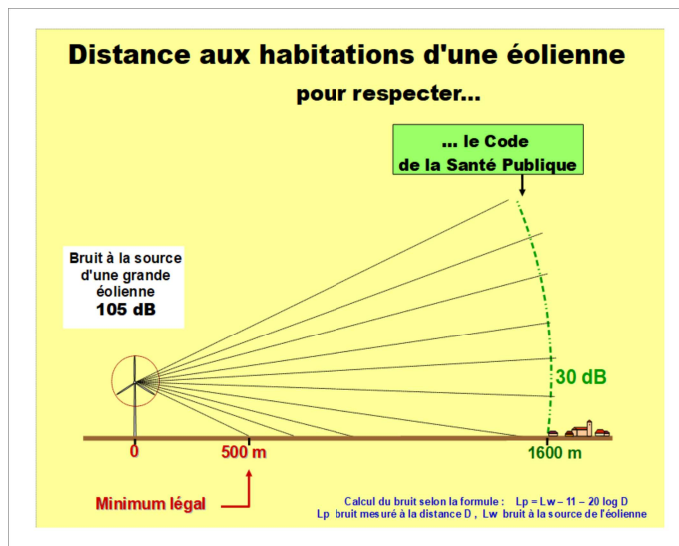 Distance aux habitations d'une éolienne
pour respecter...
... le Code
de la Santé Publique
Bruit à la source
d'une grande
éolienne
105 dB
30 dB
0
500 m
1600 m
Minimum légal
Calcul du bruit selon la formule : Lp = Lw – 11 – 20 log D
Lp bruit mesuré à la distance D , Lw bruit à la source de l'éolienne